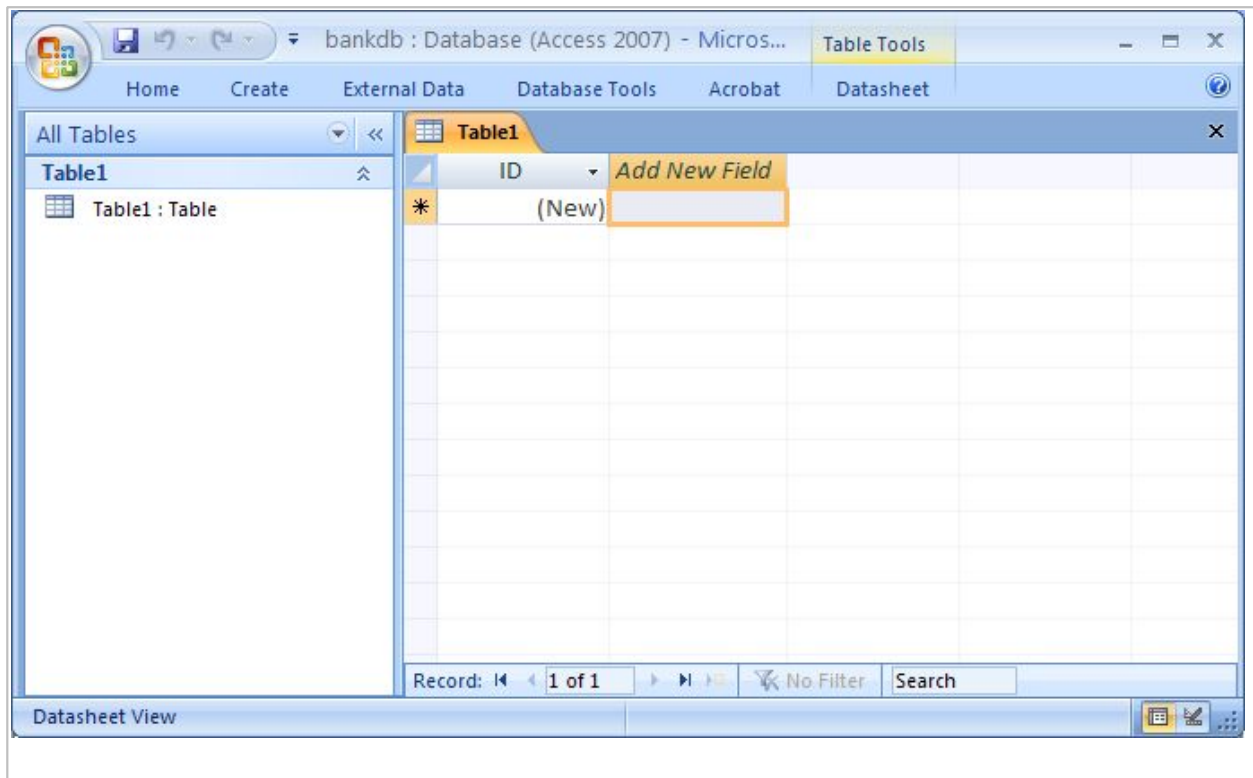 bankdb : Database (Access 2007) - Micros...
Table Tools
Home Create External Data Database Tools Acrobat Datasheet
All Tables
Table1
Table1 : Table
Table1
ID Add New Field
(New)
Record: 1 of 1 No Filter Search
Datasheet View